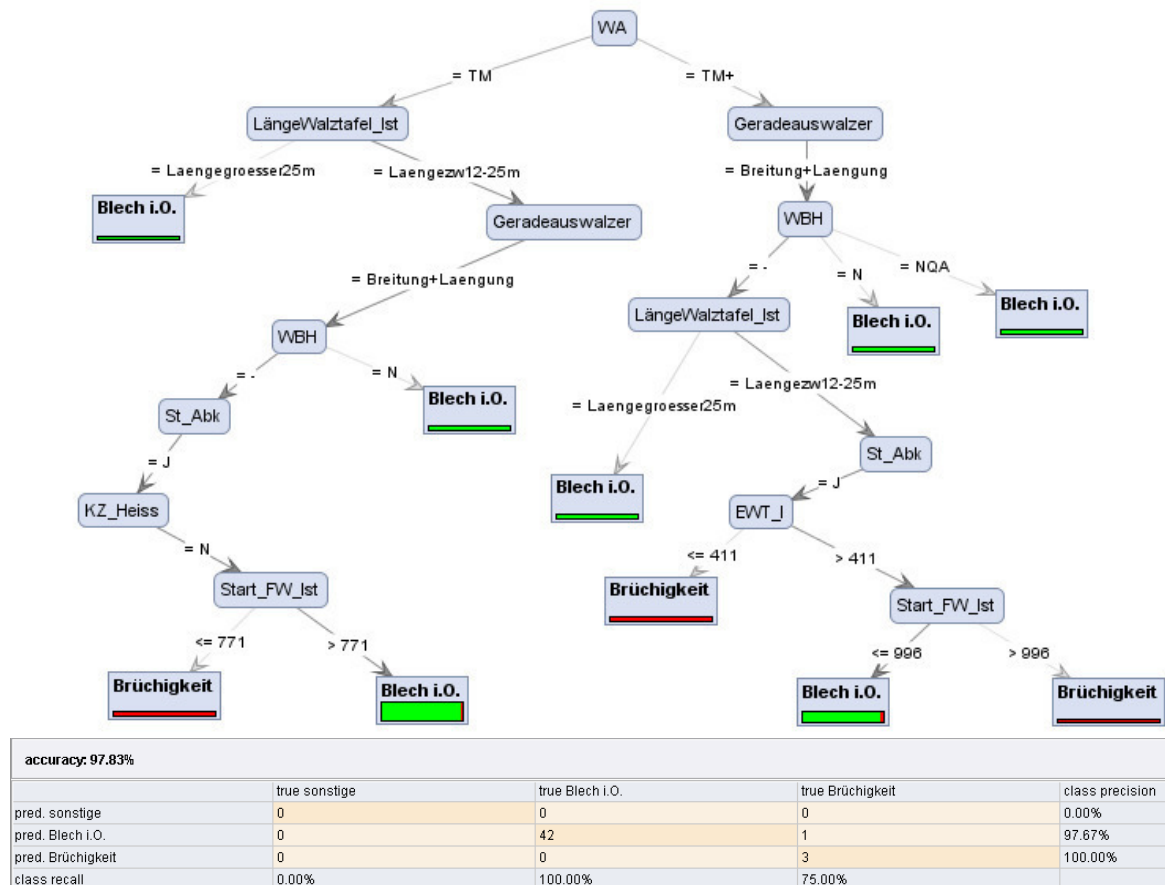 WA
= TM
= TM+
LängeWalztafel_Ist
Geradeauswalzer
= Laengegroesser25m
= Laengezw12-25m
= Breitung+Laengung
Blech i.O.
Geradeauswalzer
WBH
= Breitung+Laengung
= -
= N
= NQA
WBH
LängeWalztafel_Ist
Blech i.O.
Blech i.O.
= -
= N
= Laengegroesser25m
= Laengezw12-25m
St_Abk
Blech i.O.
St_Abk
= J
Blech i.O.
= J
KZ_Heiss
EWT_I
= N
<= 411
> 411
Start_FW_Ist
Brüchigkeit
Start_FW_Ist
<= 771
> 771
<= 996
> 996
Brüchigkeit
Blech i.O.
Blech i.O.
Brüchigkeit
accuracy: 97.83%
true sonstige true Blech i.O. true Brüchigkeit class precision
pred. sonstige 0 0 0 0.00%
pred. Blech i.O. 0 42 1 97.67%
pred. Brüchigkeit 0 0 3 100.00%
class recall 0.00% 100.00% 75.00%